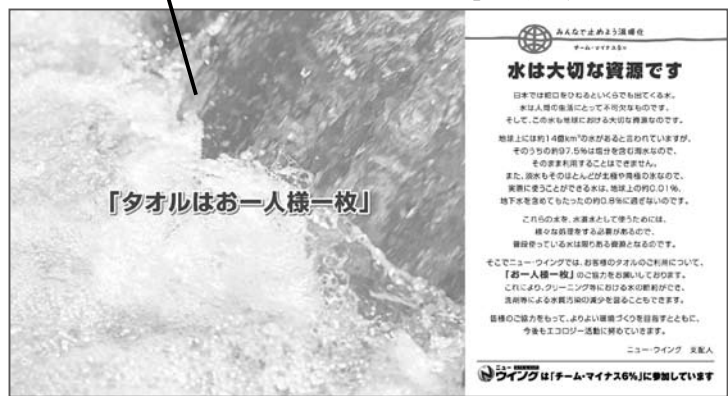 「タオルはお一人様一枚」
みんなで止めよう温暖化
チーム・マイナス6%
水は大切な資源です
日本では蛇口をひねるといくらでも出てくる水。
水は人間の生活にとって不可欠なものです。
そして、この水も地球における大切な資源なのです。
地球上には約14億km³の水があると言われていますが、
そのうちの約97.5%は塩分を含む海水なので、
そのまま利用することはできません。
また、淡水もそのほとんどが北極や南極の氷なので、
実際に使うことができる水は、地球上の約0.01%、
地下水を含めてもたったの約0.8%に過ぎないのです。
これらの水を、水道水として使うためには、
様々な処理をする必要があるので、
普段使っている水は限りある資源となるのです。
そこでニュー・ウイングでは、お客様のタオルのご利用について、
「お一人様一枚」のご協力をお願いしております。
これにより、クリーニング等における水の節約ができ、
洗剤等による水質汚染の減少を図ることもできます。
皆様のご協力をもって、よりよい環境づくりを目指すとともに、
今後もエコロジー活動に努めていきます。
ニュー・ウイング 支配人
ニューウイングは「チーム・マイナス6%」に参加しています